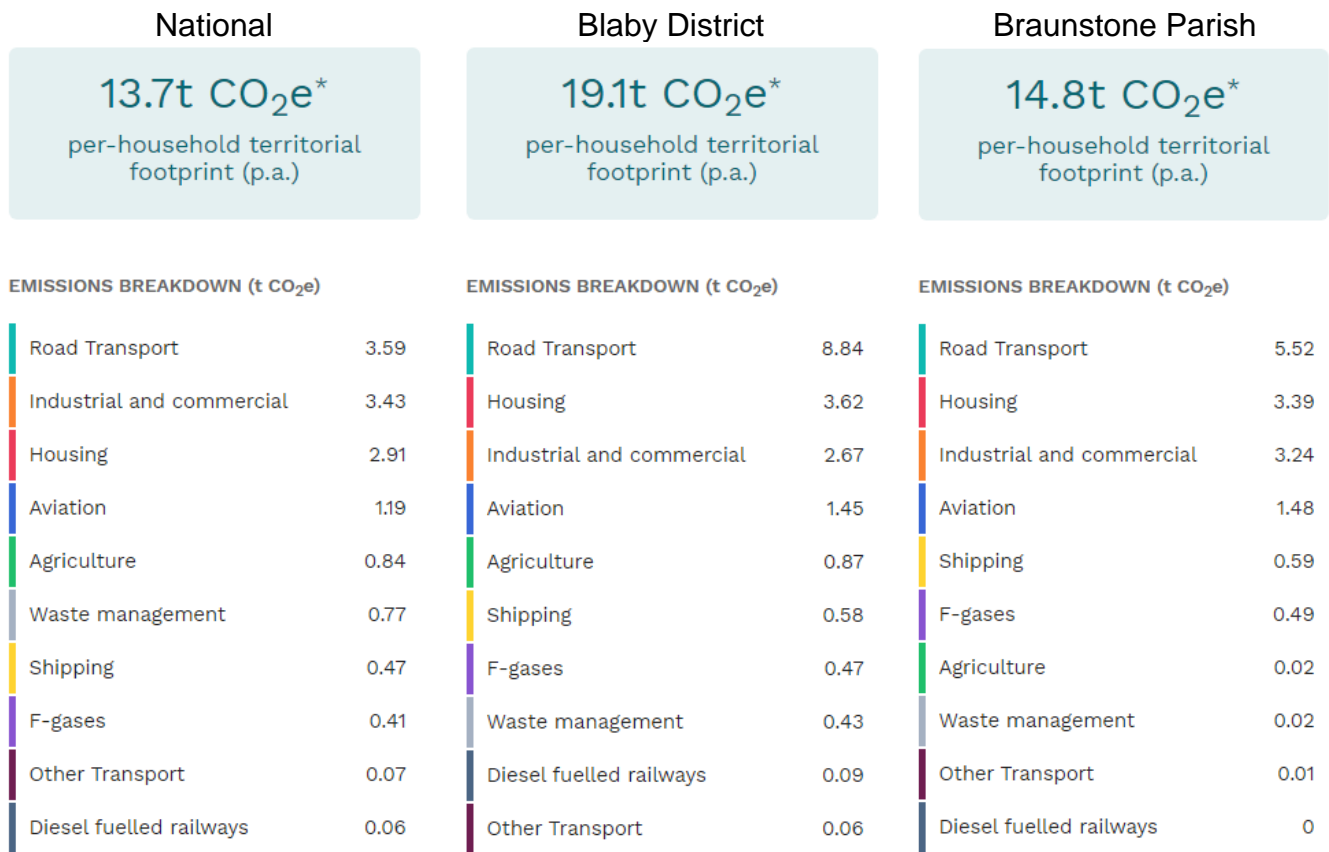 National
13.7t CO₂e*
per-household territorial
footprint (p.a.)
EMISSIONS BREAKDOWN (t CO₂e)
Road Transport 3.59
Industrial and commercial 3.43
Housing 2.91
Aviation 1.19
Agriculture 0.84
Waste management 0.77
Shipping 0.47
F-gases 0.41
Other Transport 0.07
Diesel fuelled railways 0.06
Blaby District
19.1t CO₂e*
per-household territorial
footprint (p.a.)
EMISSIONS BREAKDOWN (t CO₂e)
Road Transport 8.84
Housing 3.62
Industrial and commercial 2.67
Aviation 1.45
Agriculture 0.87
Shipping 0.58
F-gases 0.47
Waste management 0.43
Diesel fuelled railways 0.09
Other Transport 0.06
Braunstone Parish
14.8t CO₂e*
per-household territorial
footprint (p.a.)
EMISSIONS BREAKDOWN (t CO₂e)
Road Transport 5.52
Housing 3.39
Industrial and commercial 3.24
Aviation 1.48
Shipping 0.59
F-gases 0.49
Agriculture 0.02
Waste management 0.02
Other Transport 0.01
Diesel fuelled railways 0